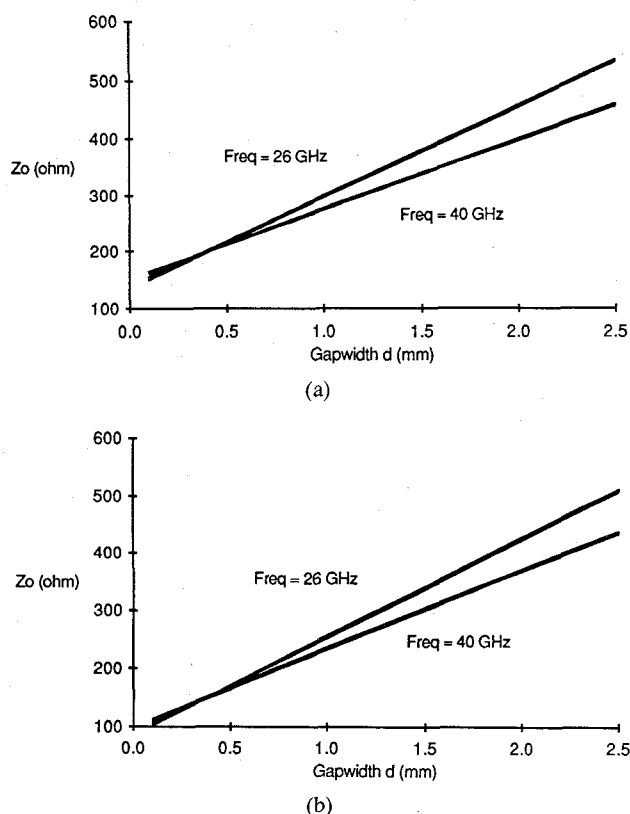 600
500
400
Zo (ohm)
Freq = 26 GHz
300
Freq = 40 GHz
200
100
0.0 0.5 1.0 1.5 2.0 2.5
Gapwidth d (mm)
(a)
600
500
400
Zo (ohm)
Freq = 26 GHz
300
Freq = 40 GHz
200
100
0.0 0.5 1.0 1.5 2.0 2.5
Gapwidth d (mm)
(b)